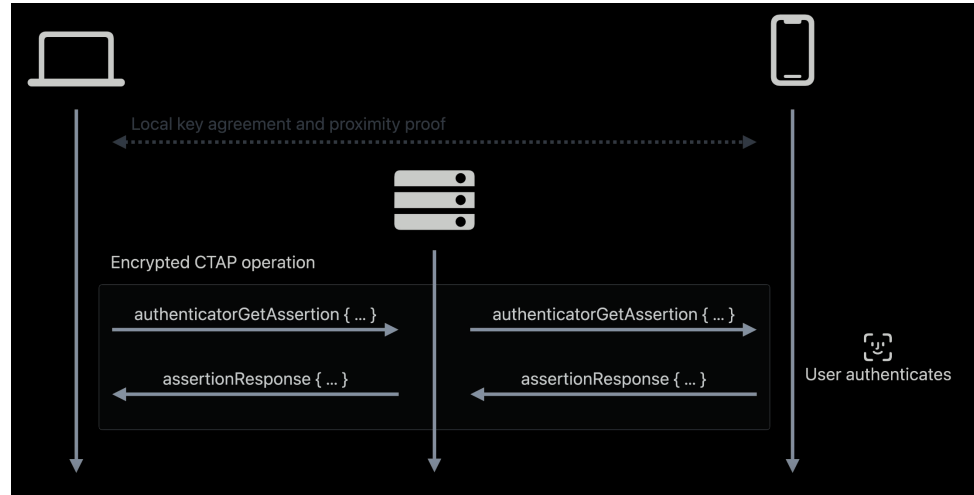 Local key agreement and proximity proof
Encrypted CTAP operation
authenticatorGetAssertion { ... }
authenticatorGetAssertion { ... }
assertionResponse { ... }
assertionResponse { ... }
User authenticates